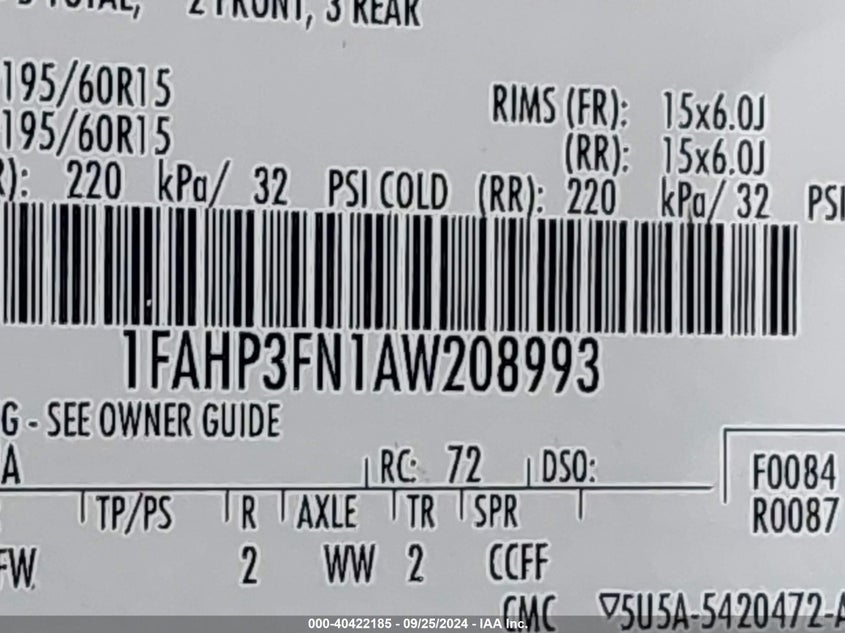 2 FRONT, 3 REAR
195/60R15
195/60R15
RIMS (FR): 15x6.0J
(RR): 15x6.0J
220 kPa/ 32 PSI COLD (RR): 220 kPa/ 32 PSI
1FAHP3FN1AW208993
G - SEE OWNER GUIDE
A
RC: 72 DSO:
F0084
R0087
TP/PS R AXLE TR SPR
FW 2 WW 2 CCFF
CMC ▽5U5A-5420472-A
000-40422185 - 09/25/2024 - IAA Inc.